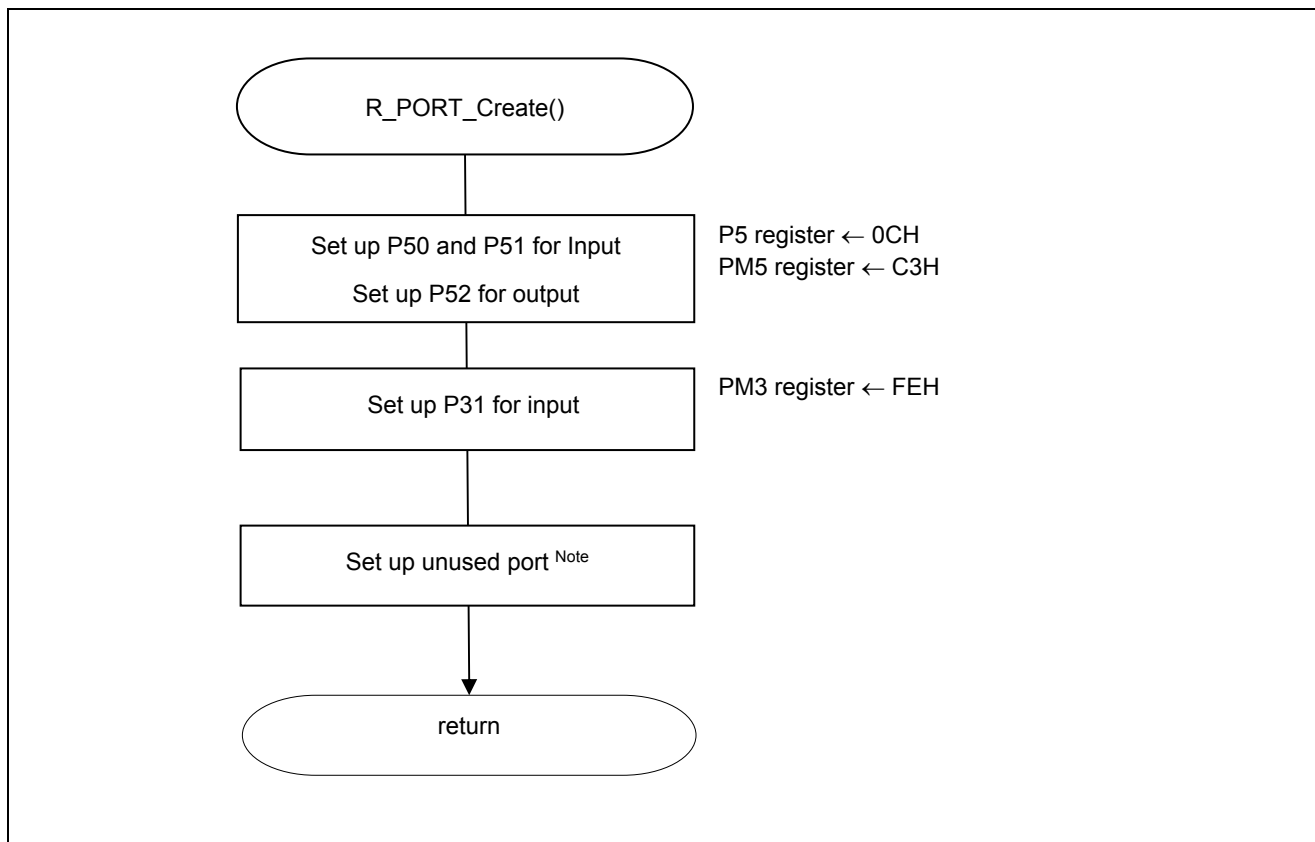 R_PORT_Create()
Set up P50 and P51 for Input
Set up P52 for output
P5 register ← 0CH
PM5 register ← C3H
Set up P31 for input
PM3 register ← FEH
Set up unused port Note
return